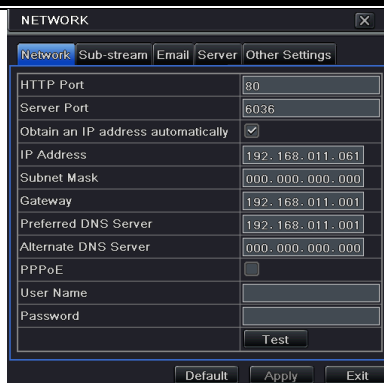 NETWORK
Network Sub-stream Email Server Other Settings
HTTP Port 80
Server Port 6036
Obtain an IP address automatically
IP Address 192.168.011.061
Subnet Mask 000.000.000.000
Gateway 192.168.011.001
Preferred DNS Server 192.168.011.001
Alternate DNS Server 000.000.000.000
PPPoE
User Name
Password
Test
Default Apply Exit